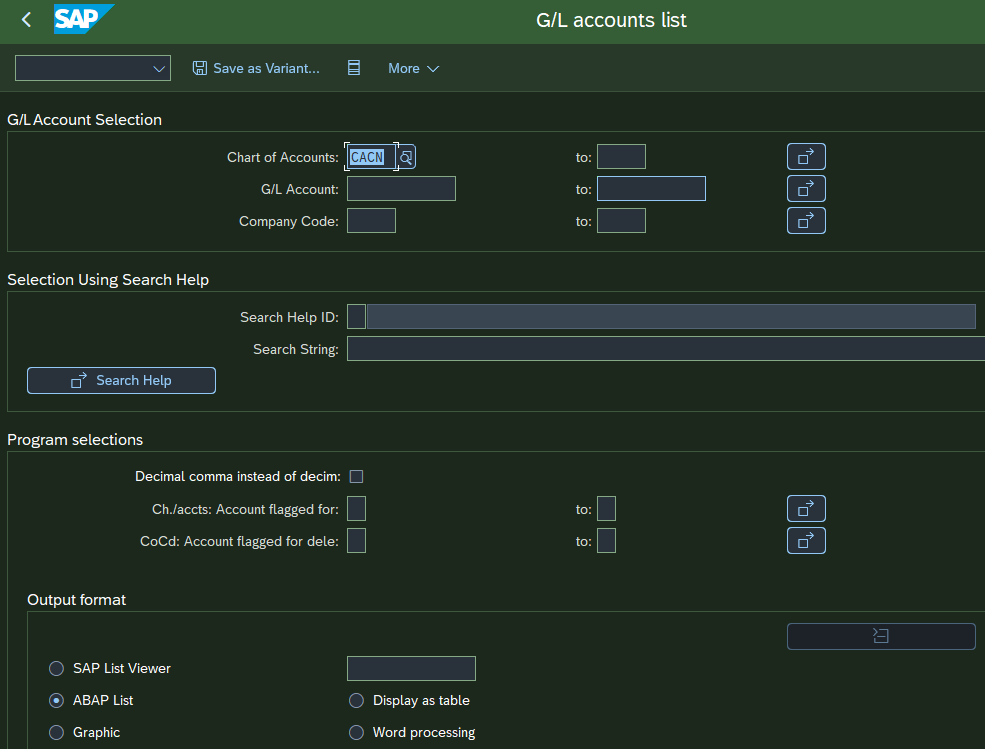 SAP G/L accounts list
Save as Variant... More
G/L Account Selection
Chart of Accounts: CACN to:
G/L Account: to:
Company Code: to:
Selection Using Search Help
Search Help ID:
Search String:
Search Help
Program selections
Decimal comma instead of decim:
Ch./accts: Account flagged for: to:
CoCd: Account flagged for dele: to:
Output format
SAP List Viewer
ABAP List Display as table
Graphic Word processing